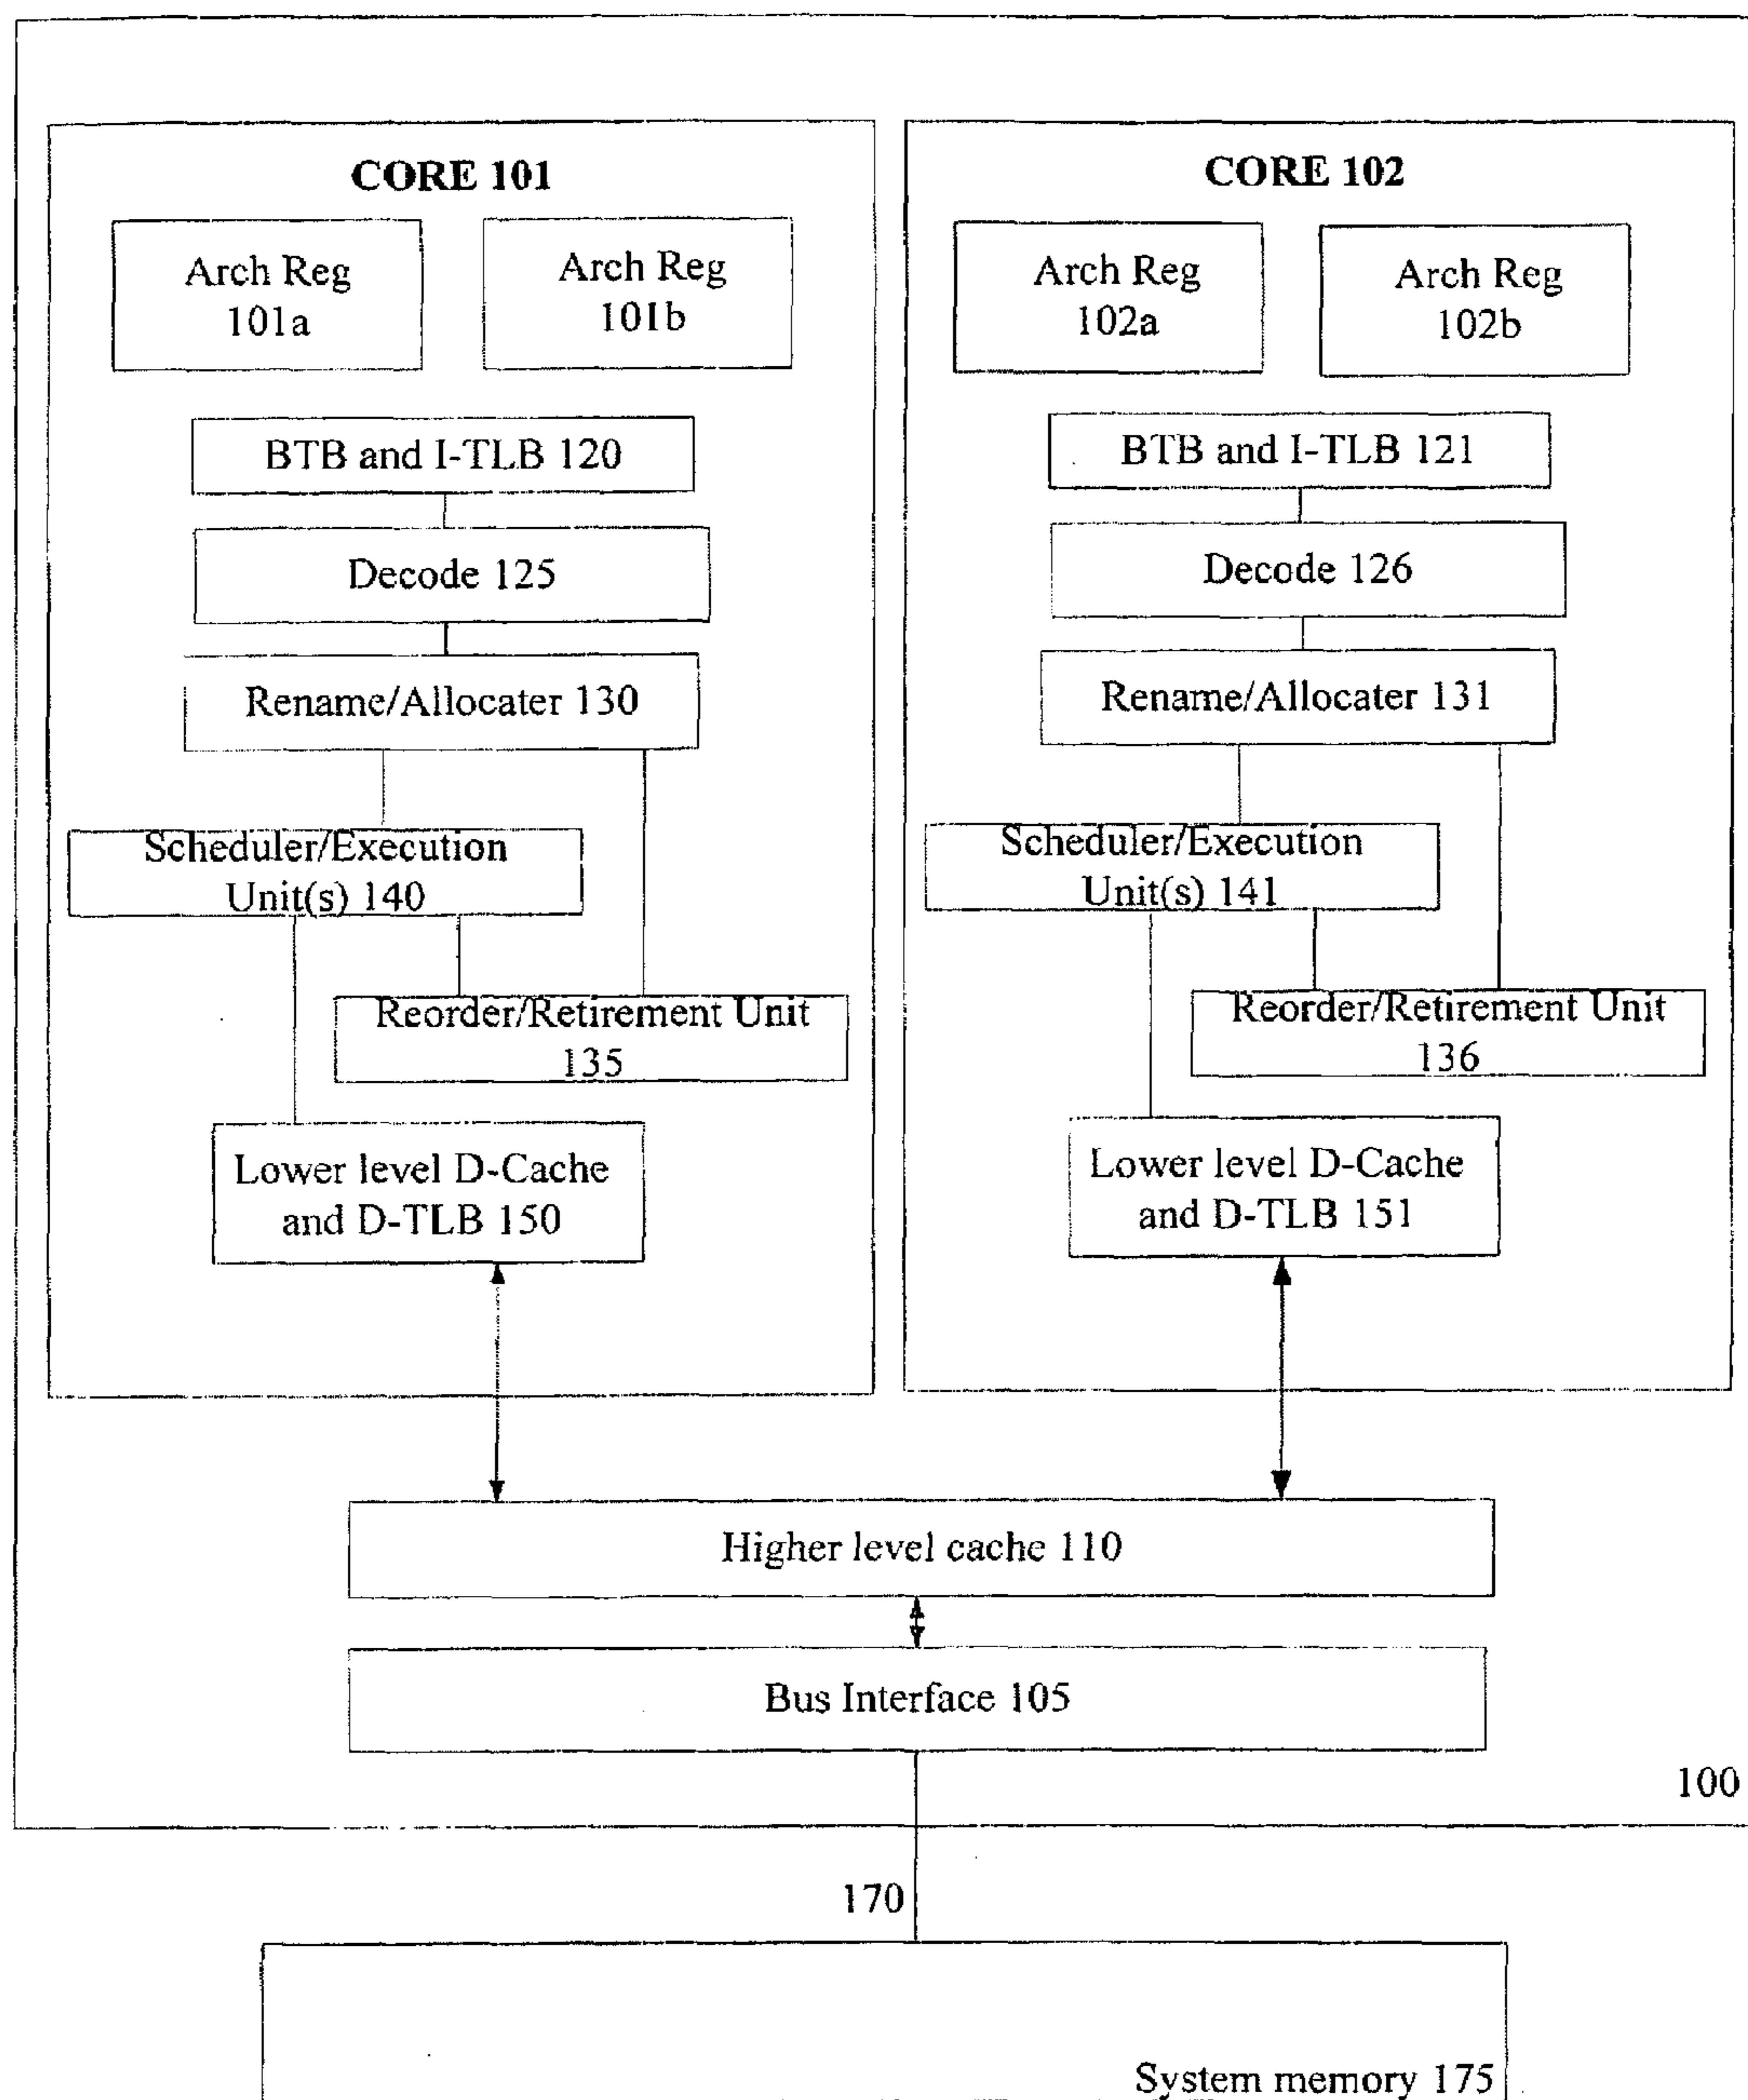 CORE 101
Arch Reg
101a
Arch Reg
101b
BTB and I-TLB 120
Decode 125
Rename/Allocater 130
Scheduler/Execution
Unit(s) 140
Reorder/Retirement Unit
135
Lower level D-Cache
and D-TLB 150
CORE 102
Arch Reg
102a
Arch Reg
102b
BTB and I-TLB 121
Decode 126
Rename/Allocater 131
Scheduler/Execution
Unit(s) 141
Reorder/Retirement Unit
136
Lower level D-Cache
and D-TLB 151
Higher level cache 110
Bus Interface 105
100
170
System memory 175